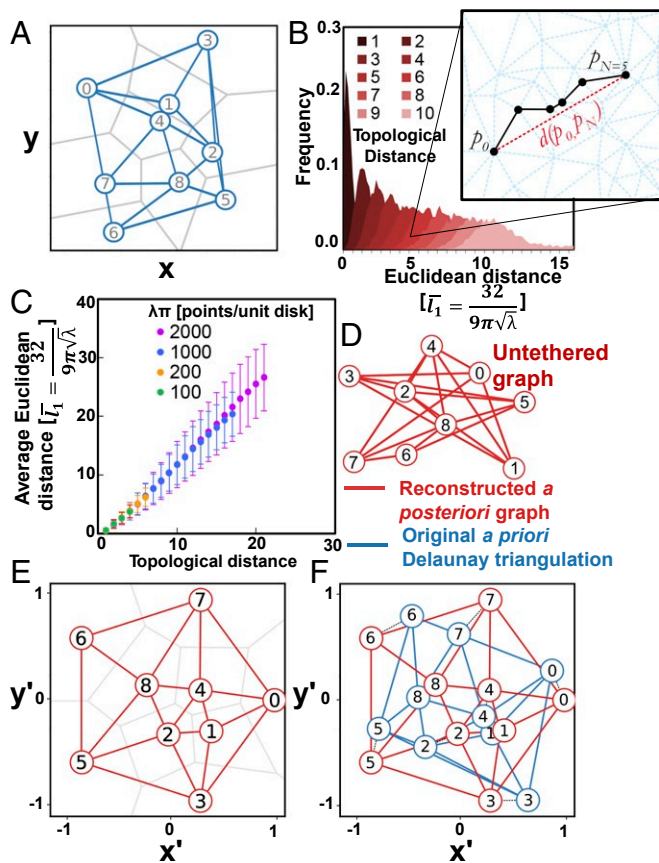 A
3
0
1
4
2
7
8
5
6
y
x
B
Frequency
0.2
0.1
0.0
1 2
3 4
5 6
7 8
9 10
Topological
Distance
0 5 10 15
Euclidean distance
[l̄₁ = 32 / 9π√λ]
p₀
p_N=5
d(p₀,p_N)
C
Average Euclidean
distance [l̄₁ = 32 / 9π√λ]
40
30
20
10
0
λπ [points/unit disk]
2000
1000
200
100
0 10 20 30
Topological distance
D
Untethered
graph
4
0
3
2
5
8
7
6
1
Reconstructed a
posteriori graph
Original a priori
Delaunay triangulation
E
1
y' 0
-1
7
6
8
4
0
2
1
5
3
-1 0 1
x'
F
1
y' 0
-1
7
6
6
7
0
8
8
4
0
4
5
2
1
1
2
5
3
3
-1 0 1
x'